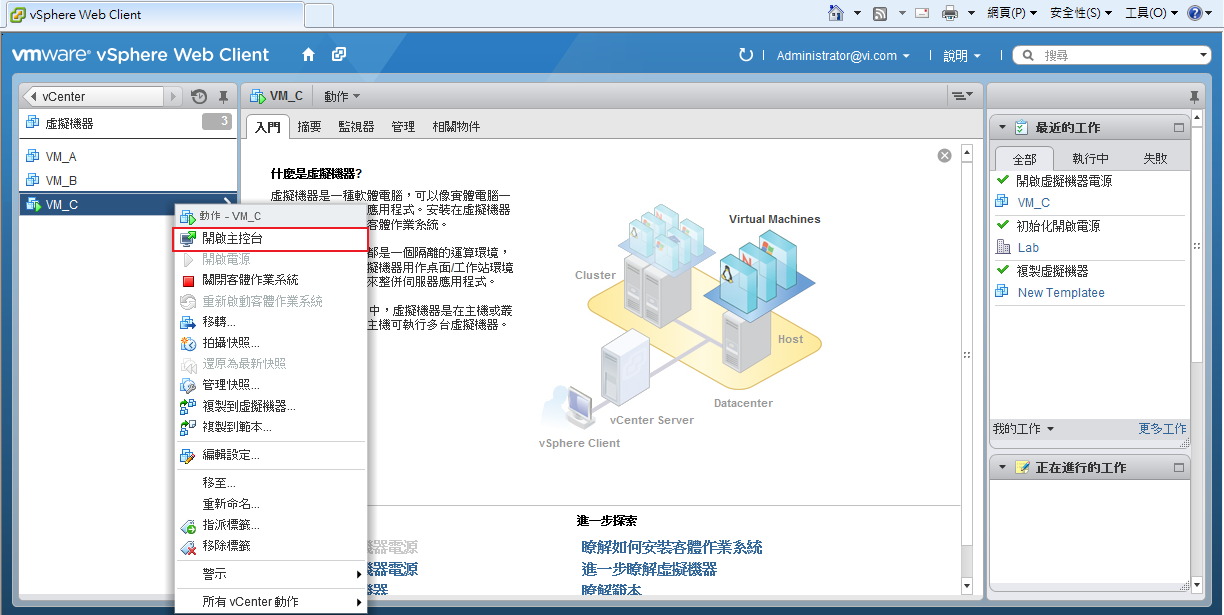 vSphere Web Client
網頁(P)
安全性(S)
工具(O)
vmware® vSphere Web Client
Administrator@vi.com
說明
搜尋
vCenter
虛擬機器
3
VM_A
VM_B
VM_C
VM_C
動作
入門
摘要
監視器
管理
相關物件
什麼是虛擬機器?
虛擬機器是一種軟體電腦，可以像實體電腦一
應用程式。安裝在虛擬機器
客體作業系統。
都是一個隔離的運算環境，
擬機器用作桌面/工作站環境
來整併伺服器應用程式。
中，虛擬機器是在主機或叢
主機可執行多台虛擬機器。
動作 - VM_C
開啟主控台
開啟電源
關閉客體作業系統
重新啟動客體作業系統
移轉...
拍攝快照...
還原為最新快照
管理快照...
複製到虛擬機器...
複製到範本...
編輯設定...
移至...
重新命名...
指派標籤...
移除標籤
警示
所有 vCenter 動作
Virtual Machines
Cluster
Host
Datacenter
vCenter Server
vSphere Client
機器電源
機器電源
機器
進一步探索
瞭解如何安裝客體作業系統
進一步瞭解虛擬機器
瞭解範本
最近的工作
全部
執行中
失敗
開啟虛擬機器電源
VM_C
初始化開啟電源
Lab
複製虛擬機器
New Templatee
我的工作
更多工作
正在進行的工作